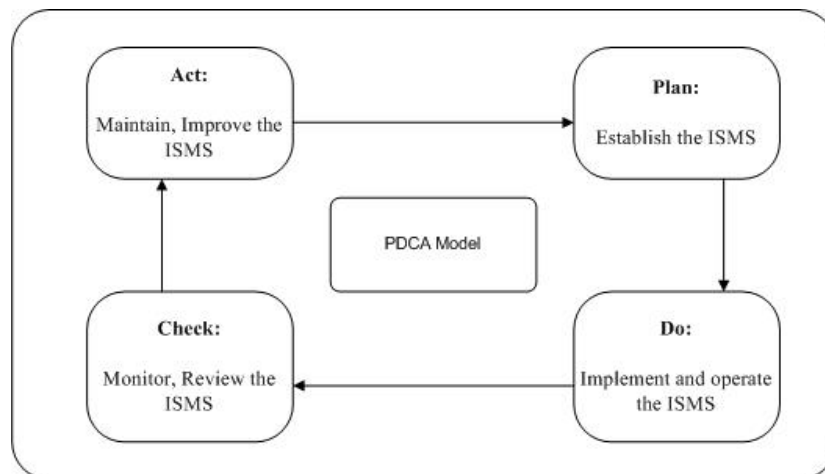 Act:
Maintain, Improve the
ISMS
Plan:
Establish the ISMS
PDCA Model
Check:
Monitor, Review the
ISMS
Do:
Implement and operate
the ISMS